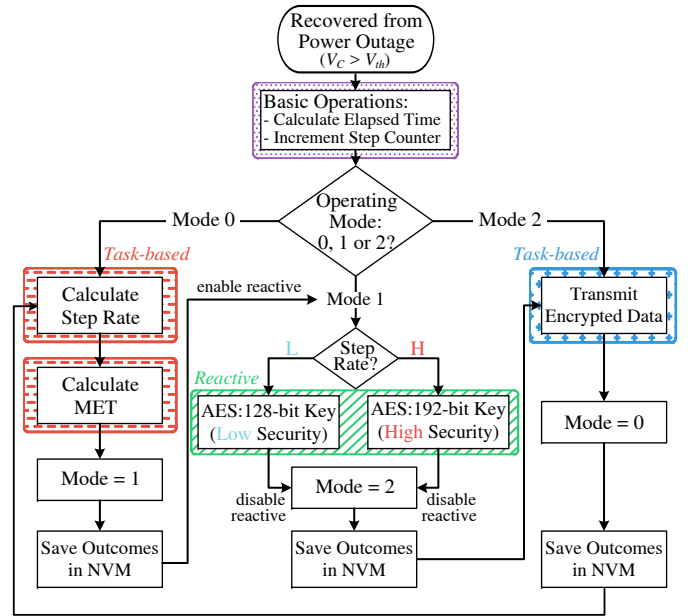 Recovered from
Power Outage
(V_C > V_th)
Basic Operations:
- Calculate Elapsed Time
- Increment Step Counter
Operating
Mode:
0, 1 or 2?
Mode 0
Mode 2
Task-based
Calculate
Step Rate
Calculate
MET
Mode = 1
Save Outcomes
in NVM
enable reactive
Mode 1
Step
Rate?
L
H
Reactive
AES:128-bit Key
(Low Security)
AES:192-bit Key
(High Security)
disable
reactive
Mode = 2
disable
reactive
Save Outcomes
in NVM
Task-based
Transmit
Encrypted Data
Mode = 0
Save Outcomes
in NVM